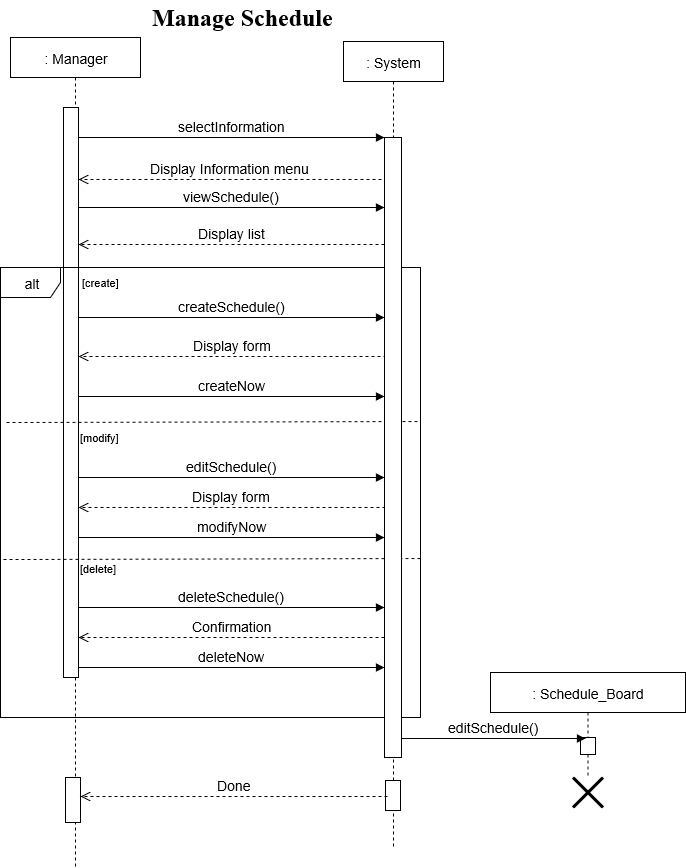 Manage Schedule
: Manager
: System
selectInformation
Display Information menu
viewSchedule()
Display list
alt
[create]
createSchedule()
Display form
createNow
[modify]
editSchedule()
Display form
modifyNow
[delete]
deleteSchedule()
Confirmation
deleteNow
: Schedule_Board
editSchedule()
Done